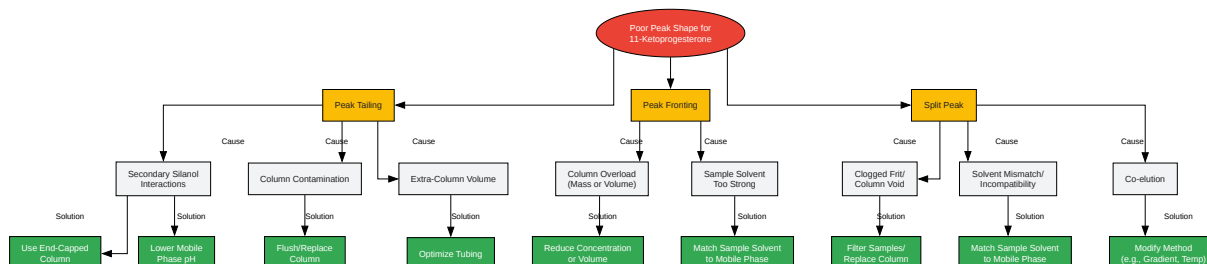 Poor Peak Shape for
11-Ketoprogesterone
Peak Tailing
Peak Fronting
Split Peak
Cause
Cause
Cause
Cause
Cause
Cause
Cause
Cause
Secondary Silanol
Interactions
Column Contamination
Extra-Column Volume
Column Overload
(Mass or Volume)
Sample Solvent
Too Strong
Clogged Frit/
Column Void
Solvent Mismatch/
Incompatibility
Co-elution
Solution
Solution
Solution
Solution
Solution
Solution
Solution
Solution
Solution
Use End-Capped
Column
Lower Mobile
Phase pH
Flush/Replace
Column
Optimize Tubing
Reduce Concentration
or Volume
Match Sample Solvent
to Mobile Phase
Filter Samples/
Replace Column
Match Sample Solvent
to Mobile Phase
Modify Method
(e.g., Gradient, Temp)